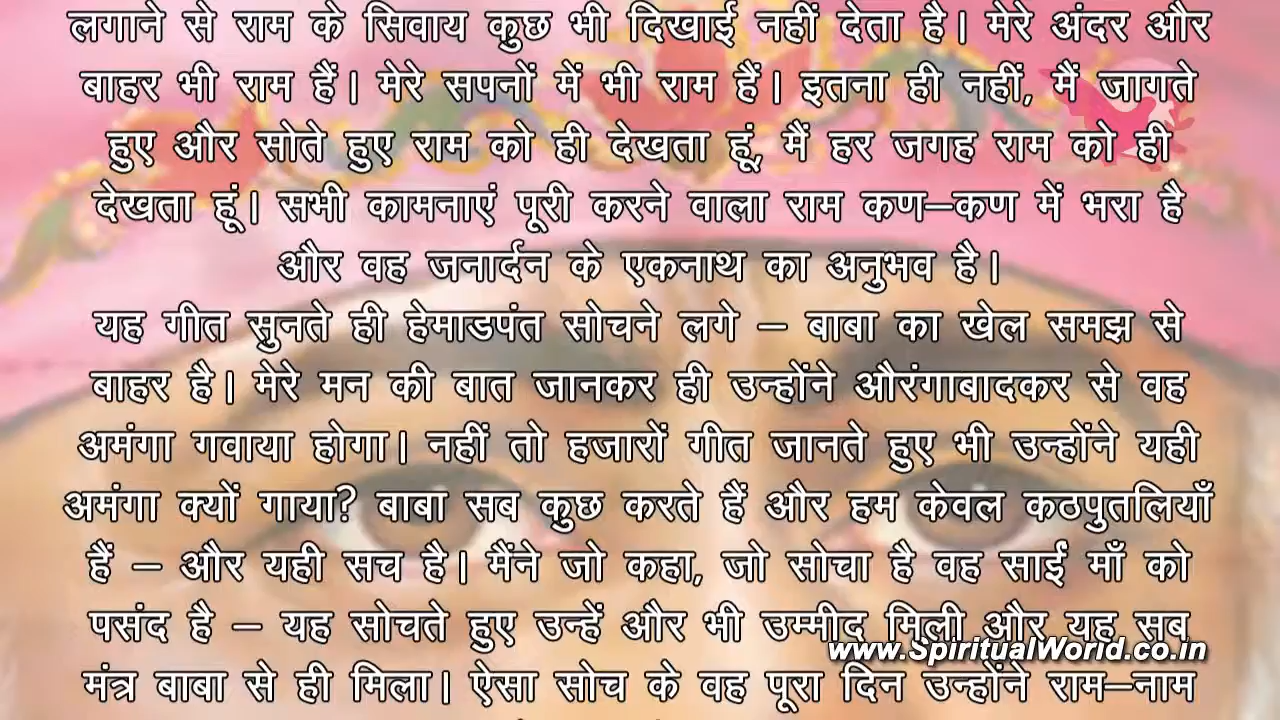 लगाने से राम के सिवाय कुछ भी दिखाई नहीं देता है। मेरे अंदर और
बाहर भी राम हैं। मेरे सपनों में भी राम हैं। इतना ही नहीं, मैं जागते
हुए और सोते हुए राम को ही देखता हूं, मैं हर जगह राम को ही
देखता हूं। सभी कामनाएं पूरी करने वाला राम कण–कण में भरा है
और वह जनार्दन के एकनाथ का अनुभव है।
यह गीत सुनते ही हेमाडपंत सोचने लगे – बाबा का खेल समझ से
बाहर है। मेरे मन की बात जानकर ही उन्होंने औरंगाबादकर से वह
अमंगा गवाया होगा। नहीं तो हजारों गीत जानते हुए भी उन्होंने यही
अमंगा क्यों गाया? बाबा सब कुछ करते हैं और हम केवल कठपुतलियाँ
हैं – और यही सच है। मैंने जो कहा, जो सोचा है वह साईं माँ को
पसंद है – यह सोचते हुए उन्हें और भी उम्मीद मिली और यह सब
www.SpiritualWorld.co.in
मंत्र बाबा से ही मिला। ऐसा सोच के वह पूरा दिन उन्होंने राम–नाम